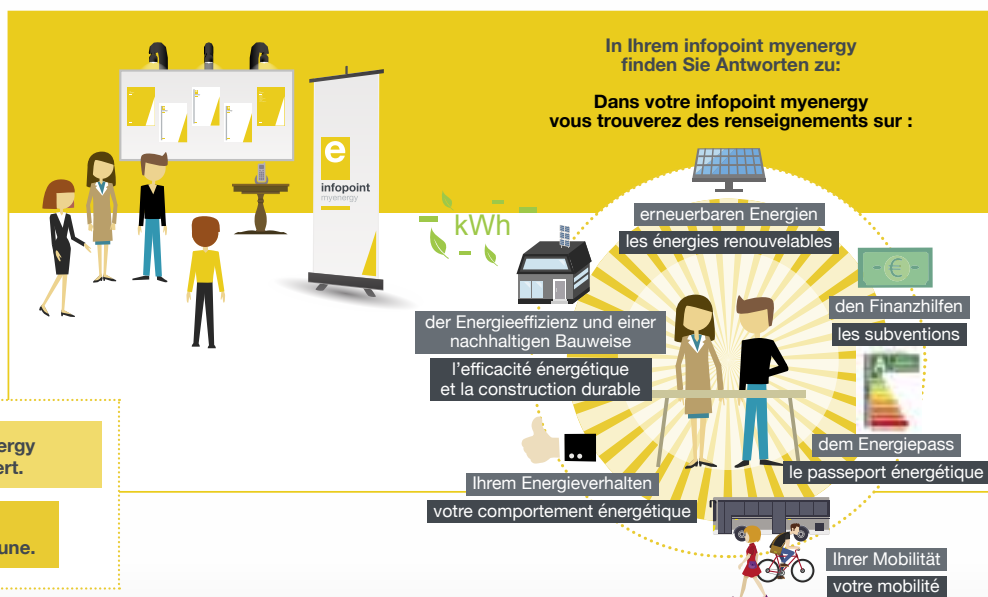 In Ihrem infopoint myenergy
finden Sie Antworten zu:
Dans votre infopoint myenergy
vous trouverez des renseignements sur :
e
infopoint
myenergy
kWh
erneuerbaren Energien
les énergies renouvelables
den Finanzhilfen
les subventions
der Energieeffizienz und einer
nachhaltigen Bauweise
l'efficacité énergétique
et la construction durable
A
dem Energiepass
le passeport énergétique
Ihrem Energieverhalten
votre comportement énergétique
Ihrer Mobilität
votre mobilité
ergy
ert.
une.